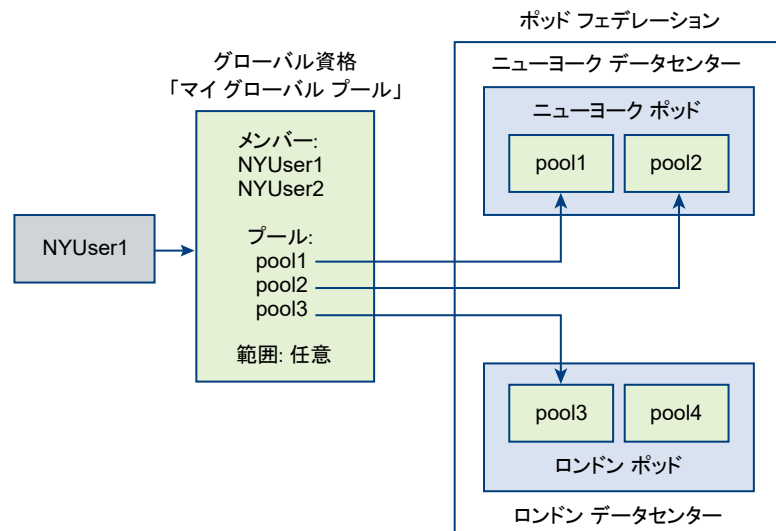 ポッド フェデレーション
グローバル資格
「マイ グローバル プール」
ニューヨーク データセンター
ニューヨーク ポッド
pool1
pool2
メンバー:
NYUser1
NYUser2
NYUser1
プール:
pool1
pool2
pool3
範囲: 任意
pool3
pool4
ロンドン ポッド
ロンドン データセンター